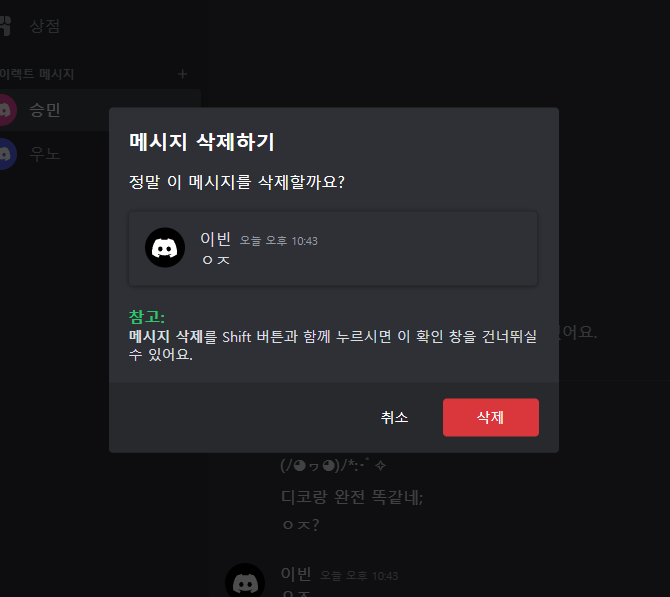 상점
이렉트 메시지 +
승민
우노
메시지 삭제하기
정말 이 메시지를 삭제할까요?
이빈 오늘 오후 10:43
ㅇㅈ
참고:
메시지 삭제를 Shift 버튼과 함께 누르시면 이 확인 창을 건너뛰실
수 있어요.
있어요.
취소 삭제
(/◕ヮ◕)/*:･ﾟ✧
디코랑 완전 똑같네;
ㅇㅈ?
이빈 오늘 오후 10:43